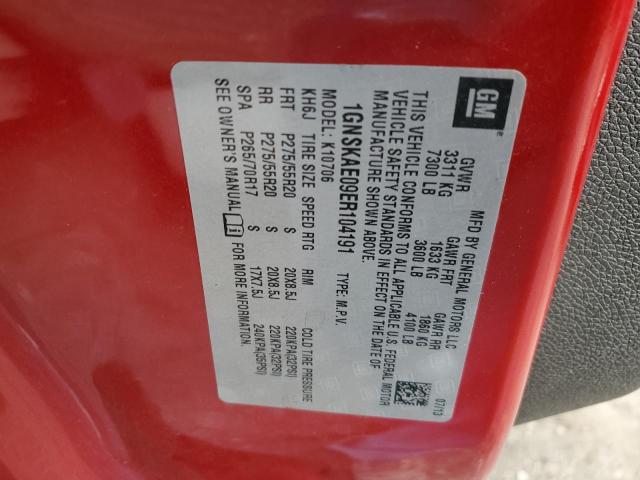 GM
MFD BY GENERAL MOTORS LLC
07/13
GVWR GAWR FRT GAWR RR
3311 KG 1633 KG 1860 KG
7300 LB 3600 LB 4100 LB
THIS VEHICLE CONFORMS TO ALL APPLICABLE U.S. FEDERAL MOTOR
VEHICLE SAFETY STANDARDS IN EFFECT ON THE DATE OF
MANUFACTURE SHOWN ABOVE.
1GNSKAE09ER104191 TYPE: M.P.V.
MODEL: K10706
KH6J TIRE SIZE SPEED RTG RIM COLD TIRE PRESSURE
FRT P275/55R20 S 20X8.5J 220KPA(32PSI)
RR P275/55R20 S 20X8.5J 220KPA(32PSI)
SPA P265/70R17 S 17X7.5J 240KPA(35PSI)
SEE OWNER'S MANUAL FOR MORE INFORMATION.